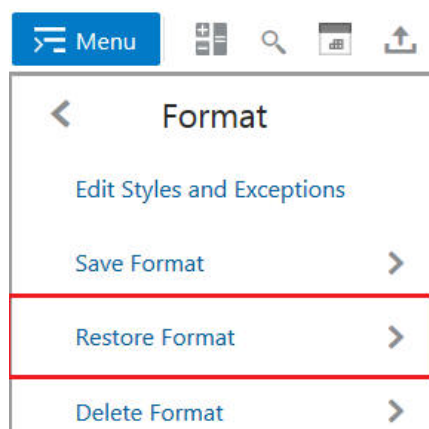 Menu
Format
Edit Styles and Exceptions
Save Format
Restore Format
Delete Format